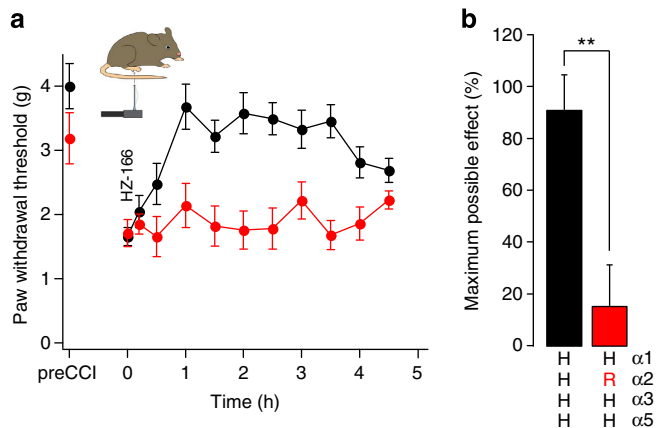 a
Paw withdrawal threshold (g)
4
3
2
1
0
HZ-166
preCCI 0 1 2 3 4 5
Time (h)
b
Maximum possible effect (%)
120
100
80
60
40
20
0
**
H H α1
H R α2
H H α3
H H α5